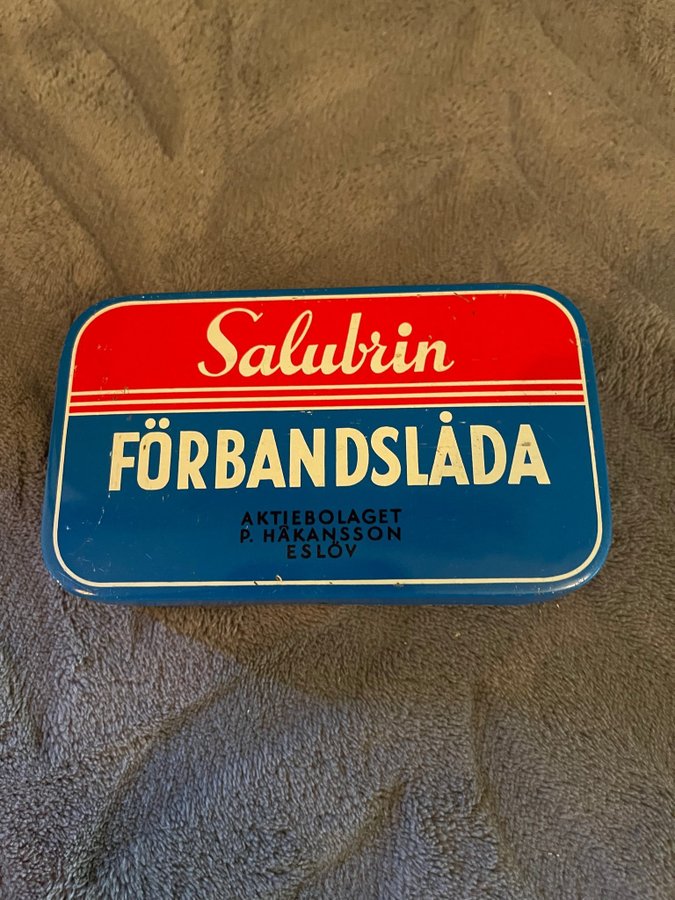 Salubrin
FÖRBANDSLÅDA
AKTIEBOLAGET
P. HÅKANSSON
ESLÖV